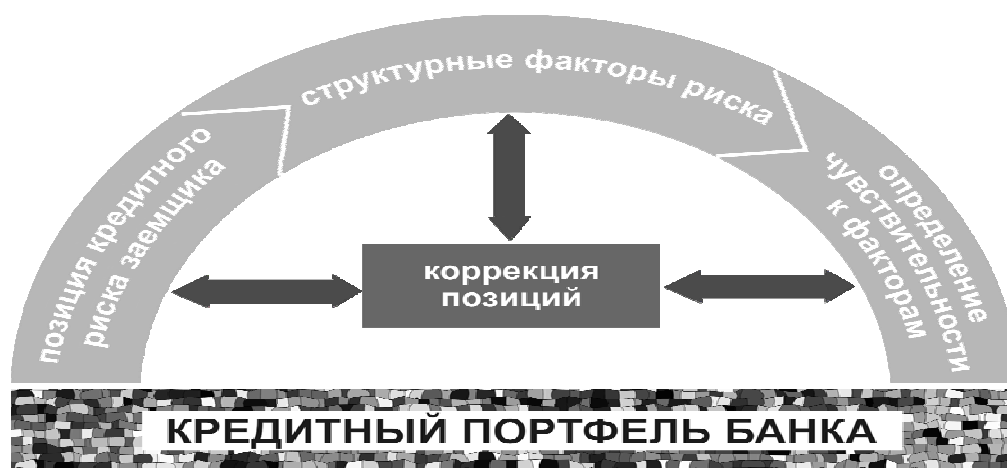 позиция кредитного
риска заемщика
структурные факторы риска
определение
чувствительности
к факторам
коррекция
позиций
КРЕДИТНЫЙ ПОРТФЕЛЬ БАНКА